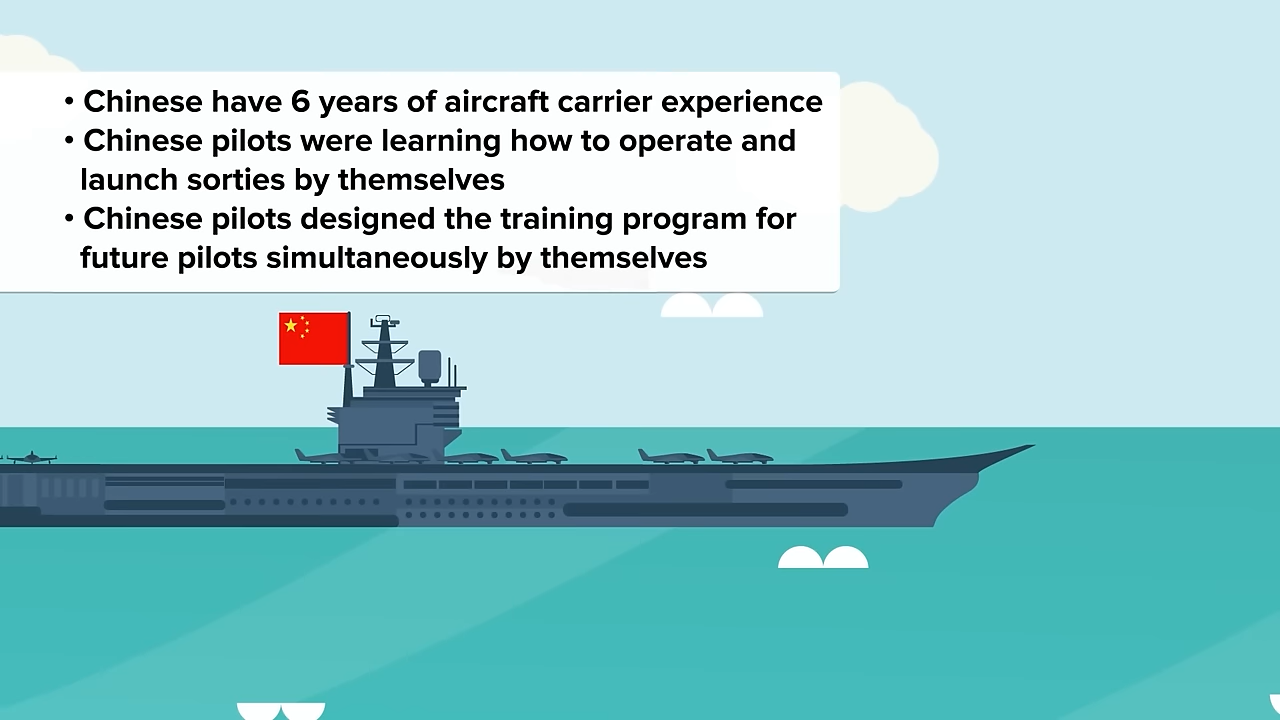 • Chinese have 6 years of aircraft carrier experience
• Chinese pilots were learning how to operate and
launch sorties by themselves
• Chinese pilots designed the training program for
future pilots simultaneously by themselves